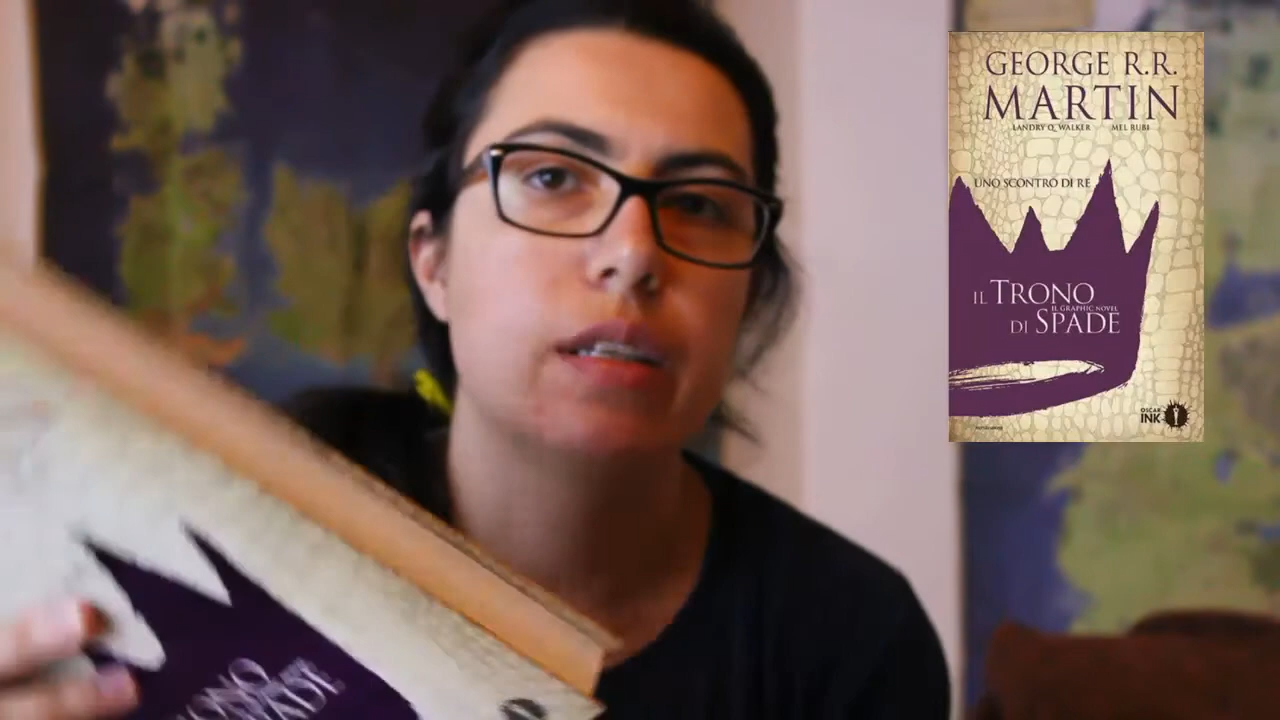 GEORGE R.R.
MARTIN
LANDRY Q. WALKER MEL RUBI
UNO SCONTRO DI RE
IL TRONO
IL GRAPHIC NOVEL
DI SPADE
OSCAR
INK